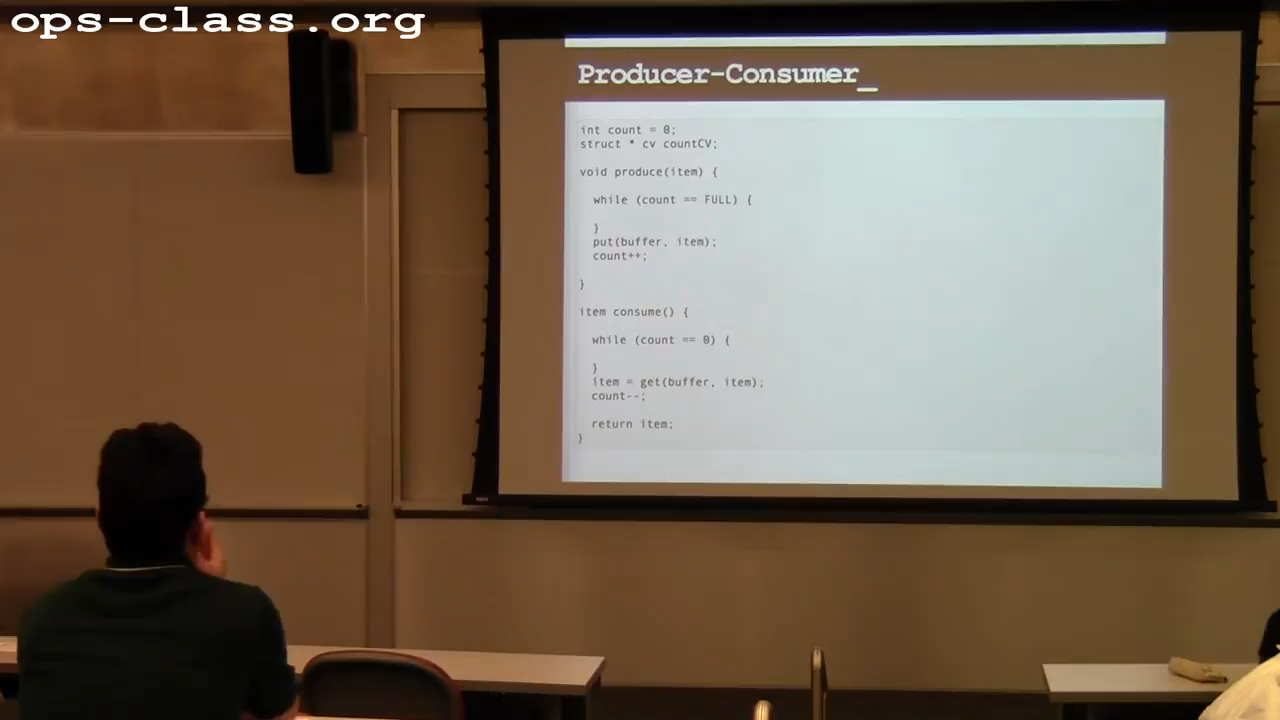 ops-class.org
Producer-Consumer_
int count = 0;
struct * cv countCV;
void produce(item) {
while (count == FULL) {
}
put(buffer, item);
count++;
}
item consume() {
while (count == 0) {
}
item = get(buffer, item);
count--;
return item;
}